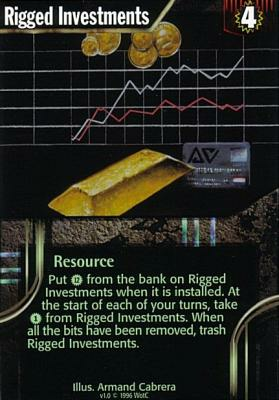 Rigged Investments
4
AV
Resource
Put 12 from the bank on Rigged
Investments when it is installed. At
the start of each of your turns, take
1 from Rigged Investments. When
all the bits have been removed, trash
Rigged Investments.
Illus. Armand Cabrera
v1.0 © 1996 WotC